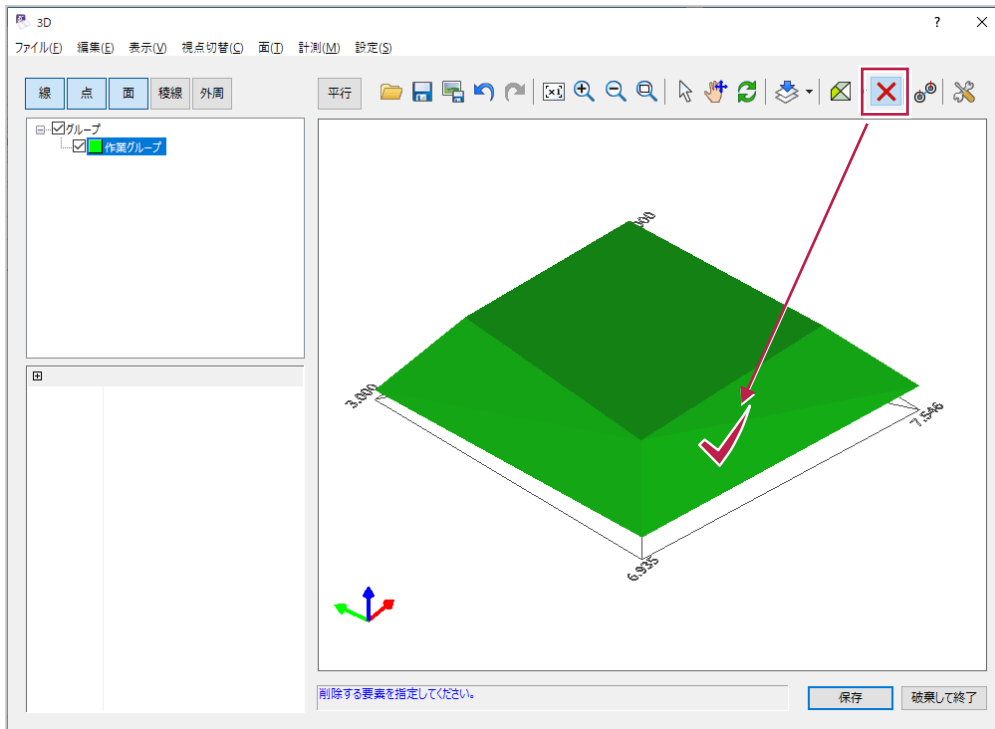 3D
?
ファイル(F) 編集(E) 表示(V) 視点切替(C) 面(T) 計測(M) 設定(S)
線 点 面 稜線 外周 平行
グループ
作業グループ
3.000
7.546
6.935
削除する要素を指定してください。
保存 破棄して終了